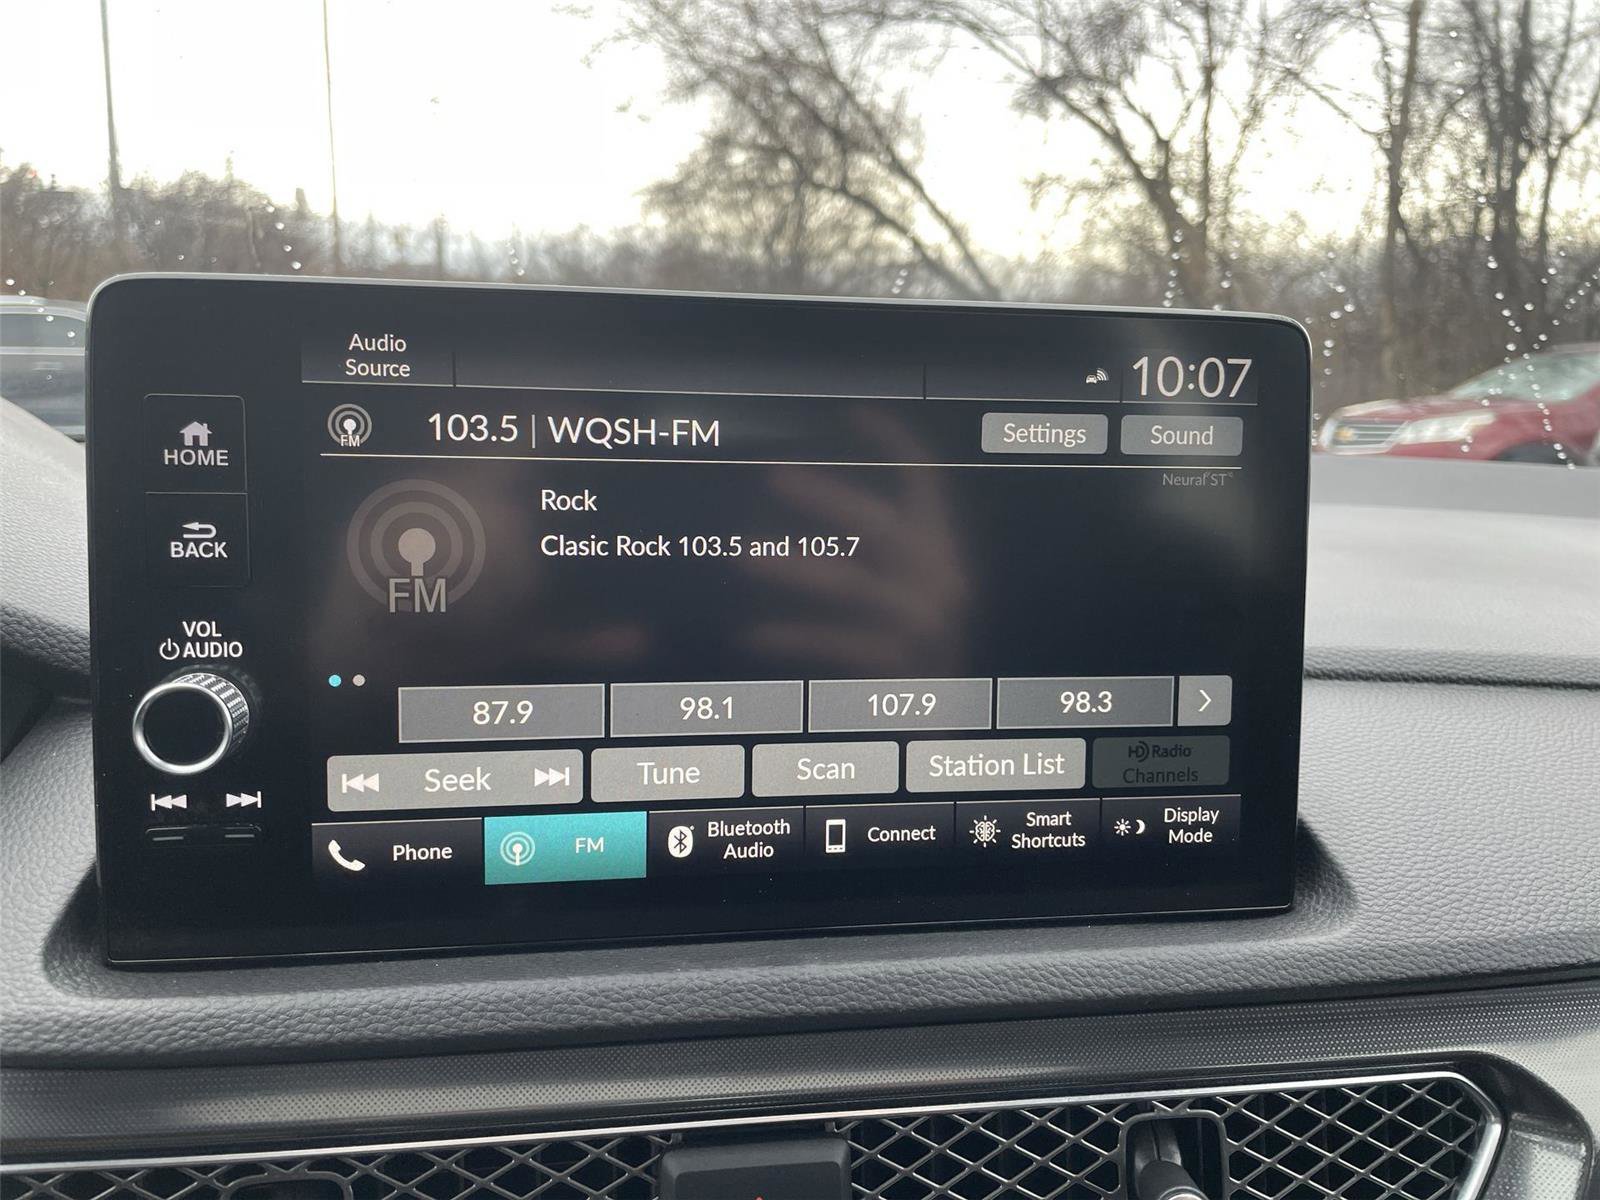 Audio
Source
10:07
FM
103.5 | WQSH-FM
Settings
Sound
HOME
Neural ST
Rock
BACK
Clasic Rock 103.5 and 105.7
FM
VOL
AUDIO
87.9
98.1
107.9
98.3
Seek
Tune
Scan
Station List
HD Radio
Channels
Phone
FM
Bluetooth
Audio
Connect
Smart
Shortcuts
Display
Mode